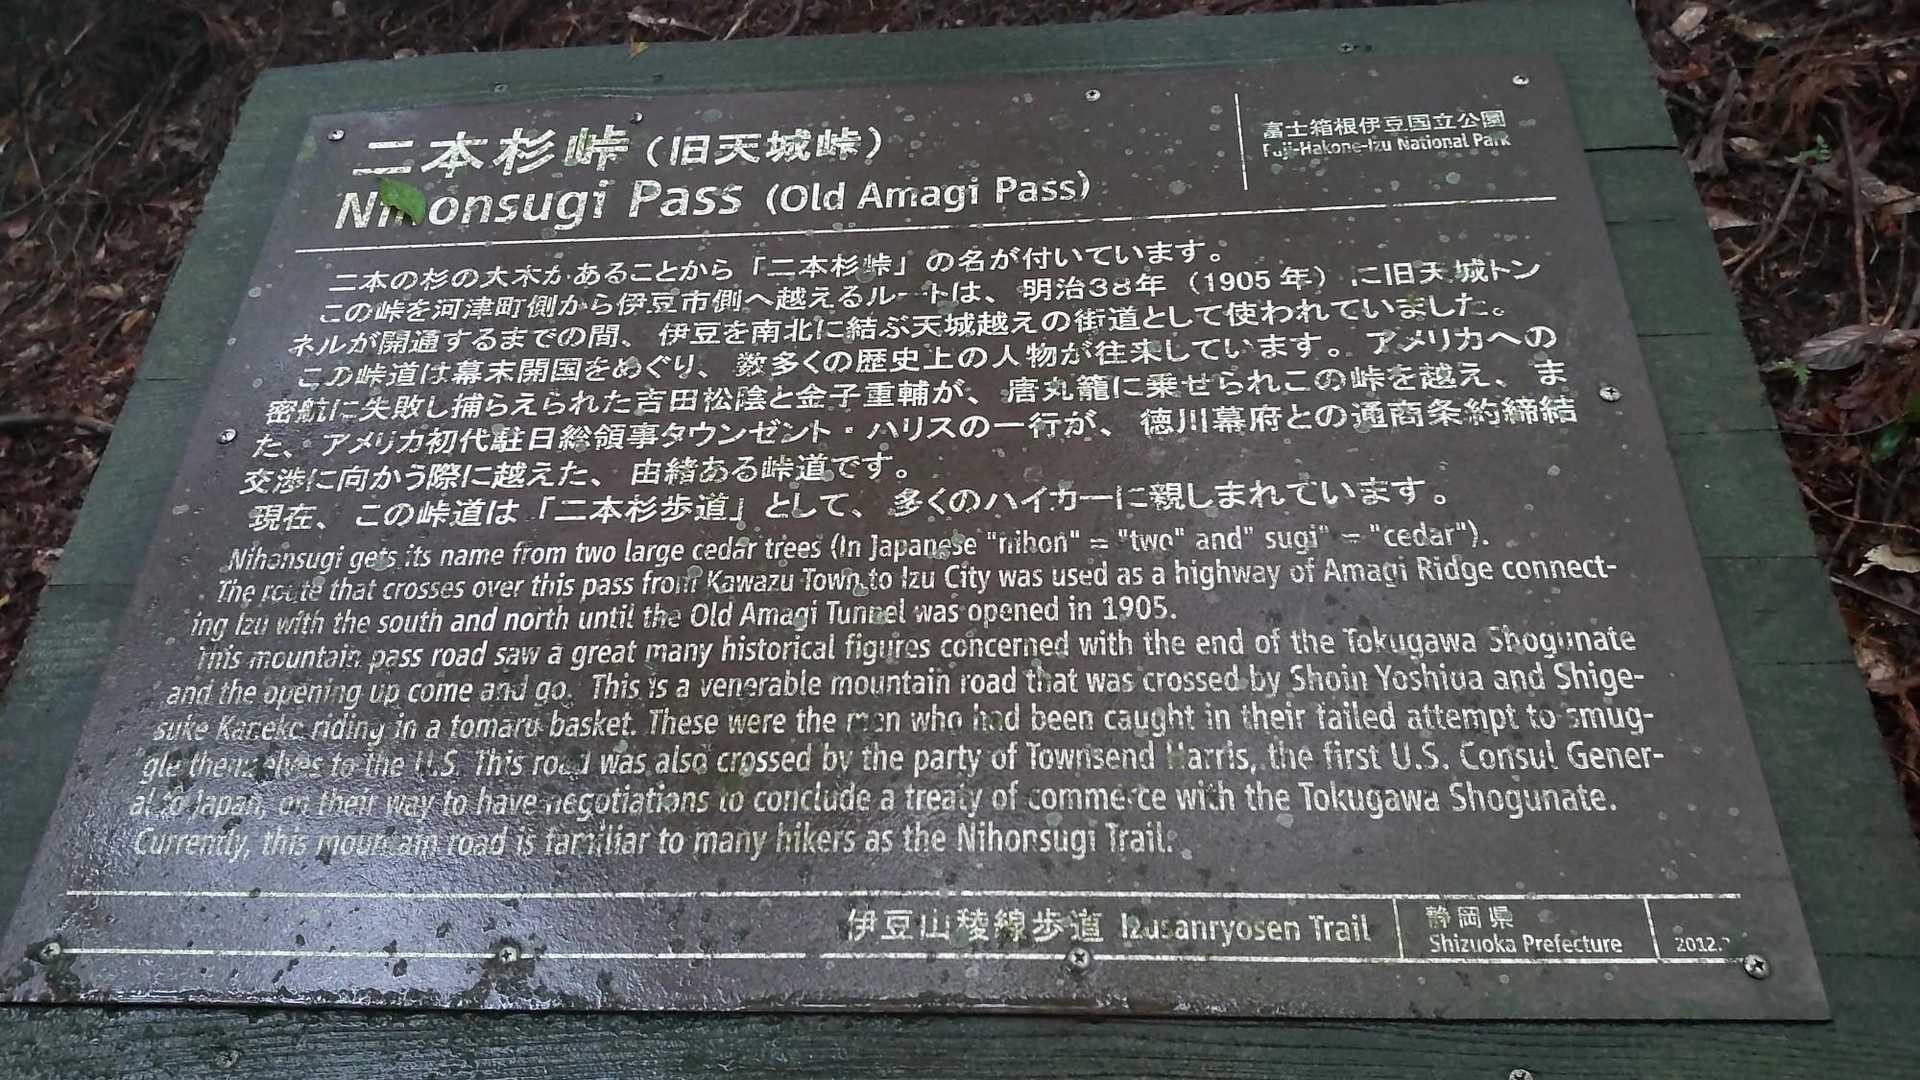 二本杉峠（旧天城峠）
Nihonsugi Pass (Old Amagi Pass)
富士箱根伊豆国立公園
Fuji-Hakone-Izu National Park
二本の杉の大木があることから「二本杉峠」の名が付いています。
この峠を河津町側から伊豆市側へ越えるルートは、明治38年（1905年）に旧天城トン
ネルが開通するまでの間、伊豆を南北に結ぶ天城越えの街道として使われていました。
この峠道は幕末開国をめぐり、数多くの歴史上の人物が往来しています。アメリカへの
密航に失敗し捕らえられた吉田松陰と金子重輔が、唐丸籠に乗せられこの峠を越え、ま
た、アメリカ初代駐日総領事タウンゼント・ハリスの一行が、徳川幕府との通商条約締結
交渉に向かう際に越えた、由緒ある峠道です。
現在、この峠道は「二本杉歩道」として、多くのハイカーに親しまれています。
Nihonsugi gets its name from two large cedar trees (In Japanese "nihon" = "two" and" sugi" = "cedar").
The route that crosses over this pass from Kawazu Town to Izu City was used as a highway of Amagi Ridge connect-
ing Izu with the south and north until the Old Amagi Tunnel was opened in 1905.
This mountain pass road saw a great many historical figures concerned with the end of the Tokugawa Shogunate
and the opening up come and go. This is a venerable mountain road that was crossed by Shoin Yoshida and Shige-
suke Kaneko riding in a tomaru basket. These were the men who had been caught in their failed attempt to smug-
gle themselves to the U.S. This road was also crossed by the party of Townsend Harris, the first U.S. Consul Gener-
al to Japan, on their way to have negotiations to conclude a treaty of commerce with the Tokugawa Shogunate.
Currently, this mountain road is familiar to many hikers as the Nihonsugi Trail.
伊豆山稜線歩道 Izusanryosen Trail
静岡県
Shizuoka Prefecture
2012.